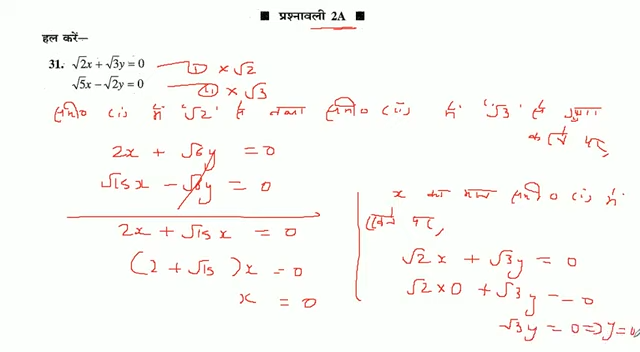 ■ प्रश्नावली 2A ■
हल करें—
31. √2x + √3y = 0 (i) × √2
√5x − √2y = 0 (ii) × √3
समी० (i) में '√2' से तथा समी० (ii) में '√3' से गुणा
करने पर,
2x + √6y = 0
√15x − √6y = 0
2x + √15x = 0
(2 + √15)x = 0
x = 0
x का मान समी० (i) में
रखने पर,
√2x + √3y = 0
√2×0 + √3y = 0
√3y = 0 ⇒ y = 0